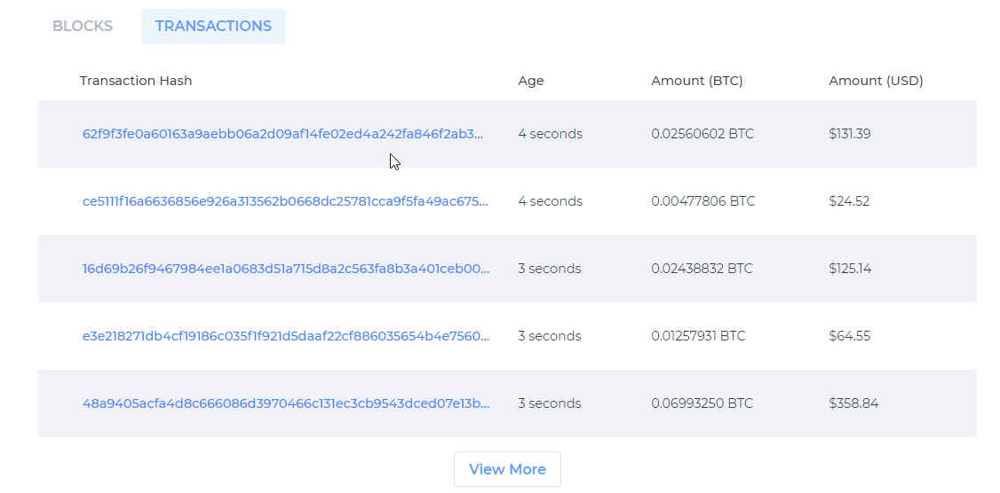 BLOCKS TRANSACTIONS
Transaction Hash Age Amount (BTC) Amount (USD)
62f9f3fe0a60163a9aebb06a2d09af14fe02ed4a242fa846f2ab3... 4 seconds 0.02560602 BTC $131.39
ce5111f16a6636856e926a313562b0668dc25781cca9f5fa49ac675... 4 seconds 0.00477806 BTC $24.52
16d69b26f9467984ee1a0683d51a715d8a2c563fa8b3a401ceb00... 3 seconds 0.02438832 BTC $125.14
e3e218271db4cf19186c035f1f921d5daaf22cf886035654b4e7560... 3 seconds 0.01257931 BTC $64.55
48a9405acfa4d8c666086d3970466c131ec3cb9543dced07e13b... 3 seconds 0.06993250 BTC $358.84
View More